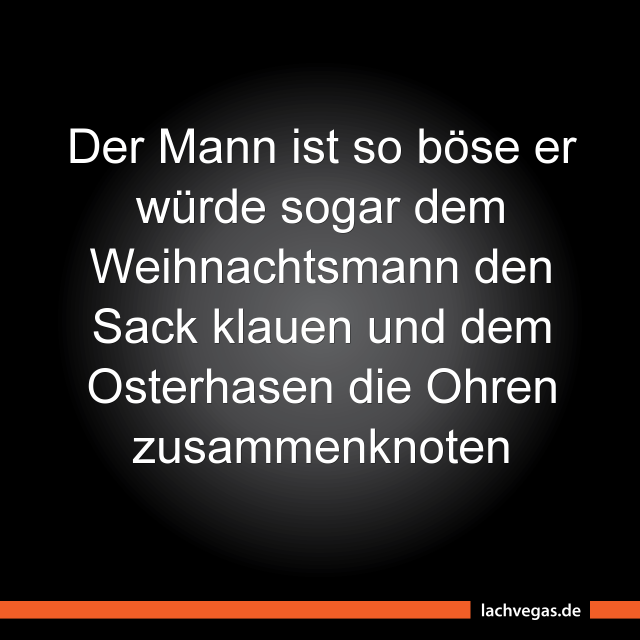 Der Mann ist so böse er
würde sogar dem
Weihnachtsmann den
Sack klauen und dem
Osterhasen die Ohren
zusammenknoten
lachvegas.de